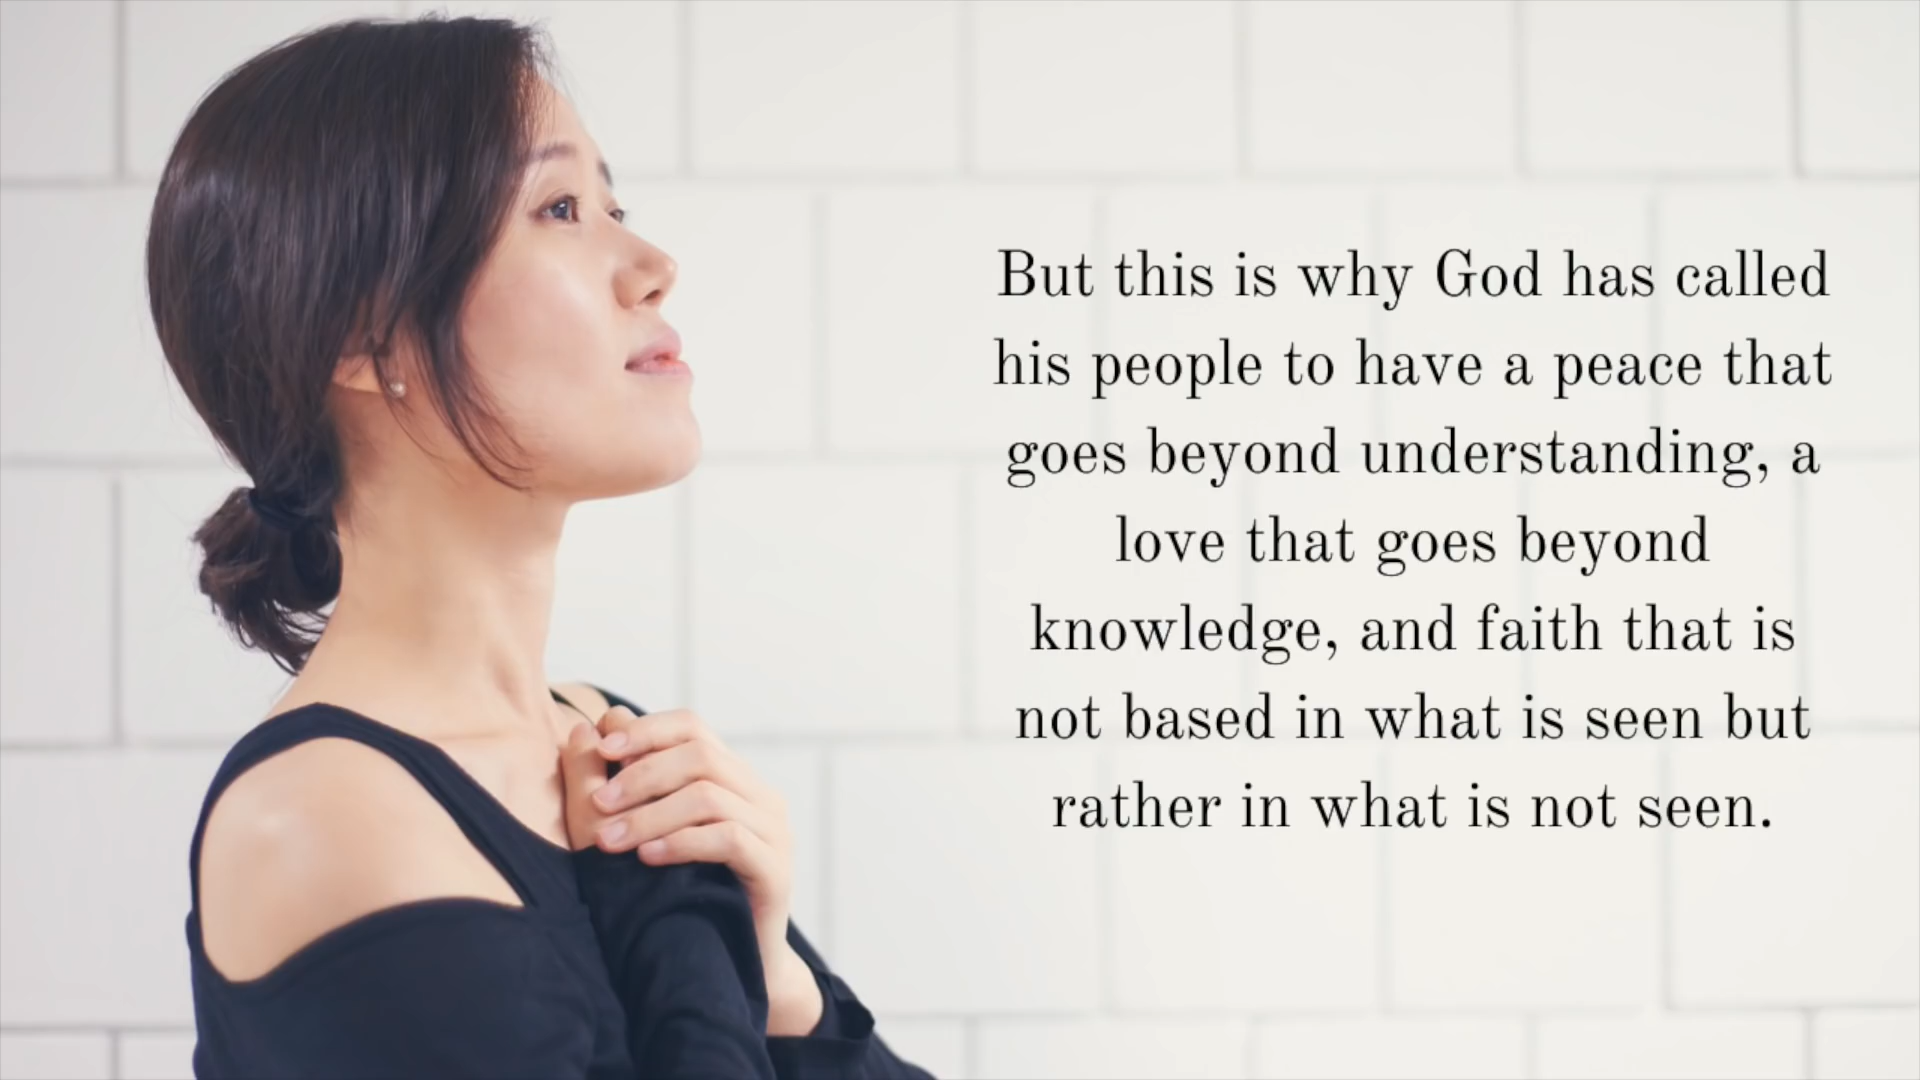 But this is why God has called
his people to have a peace that
goes beyond understanding, a
love that goes beyond
knowledge, and faith that is
not based in what is seen but
rather in what is not seen.